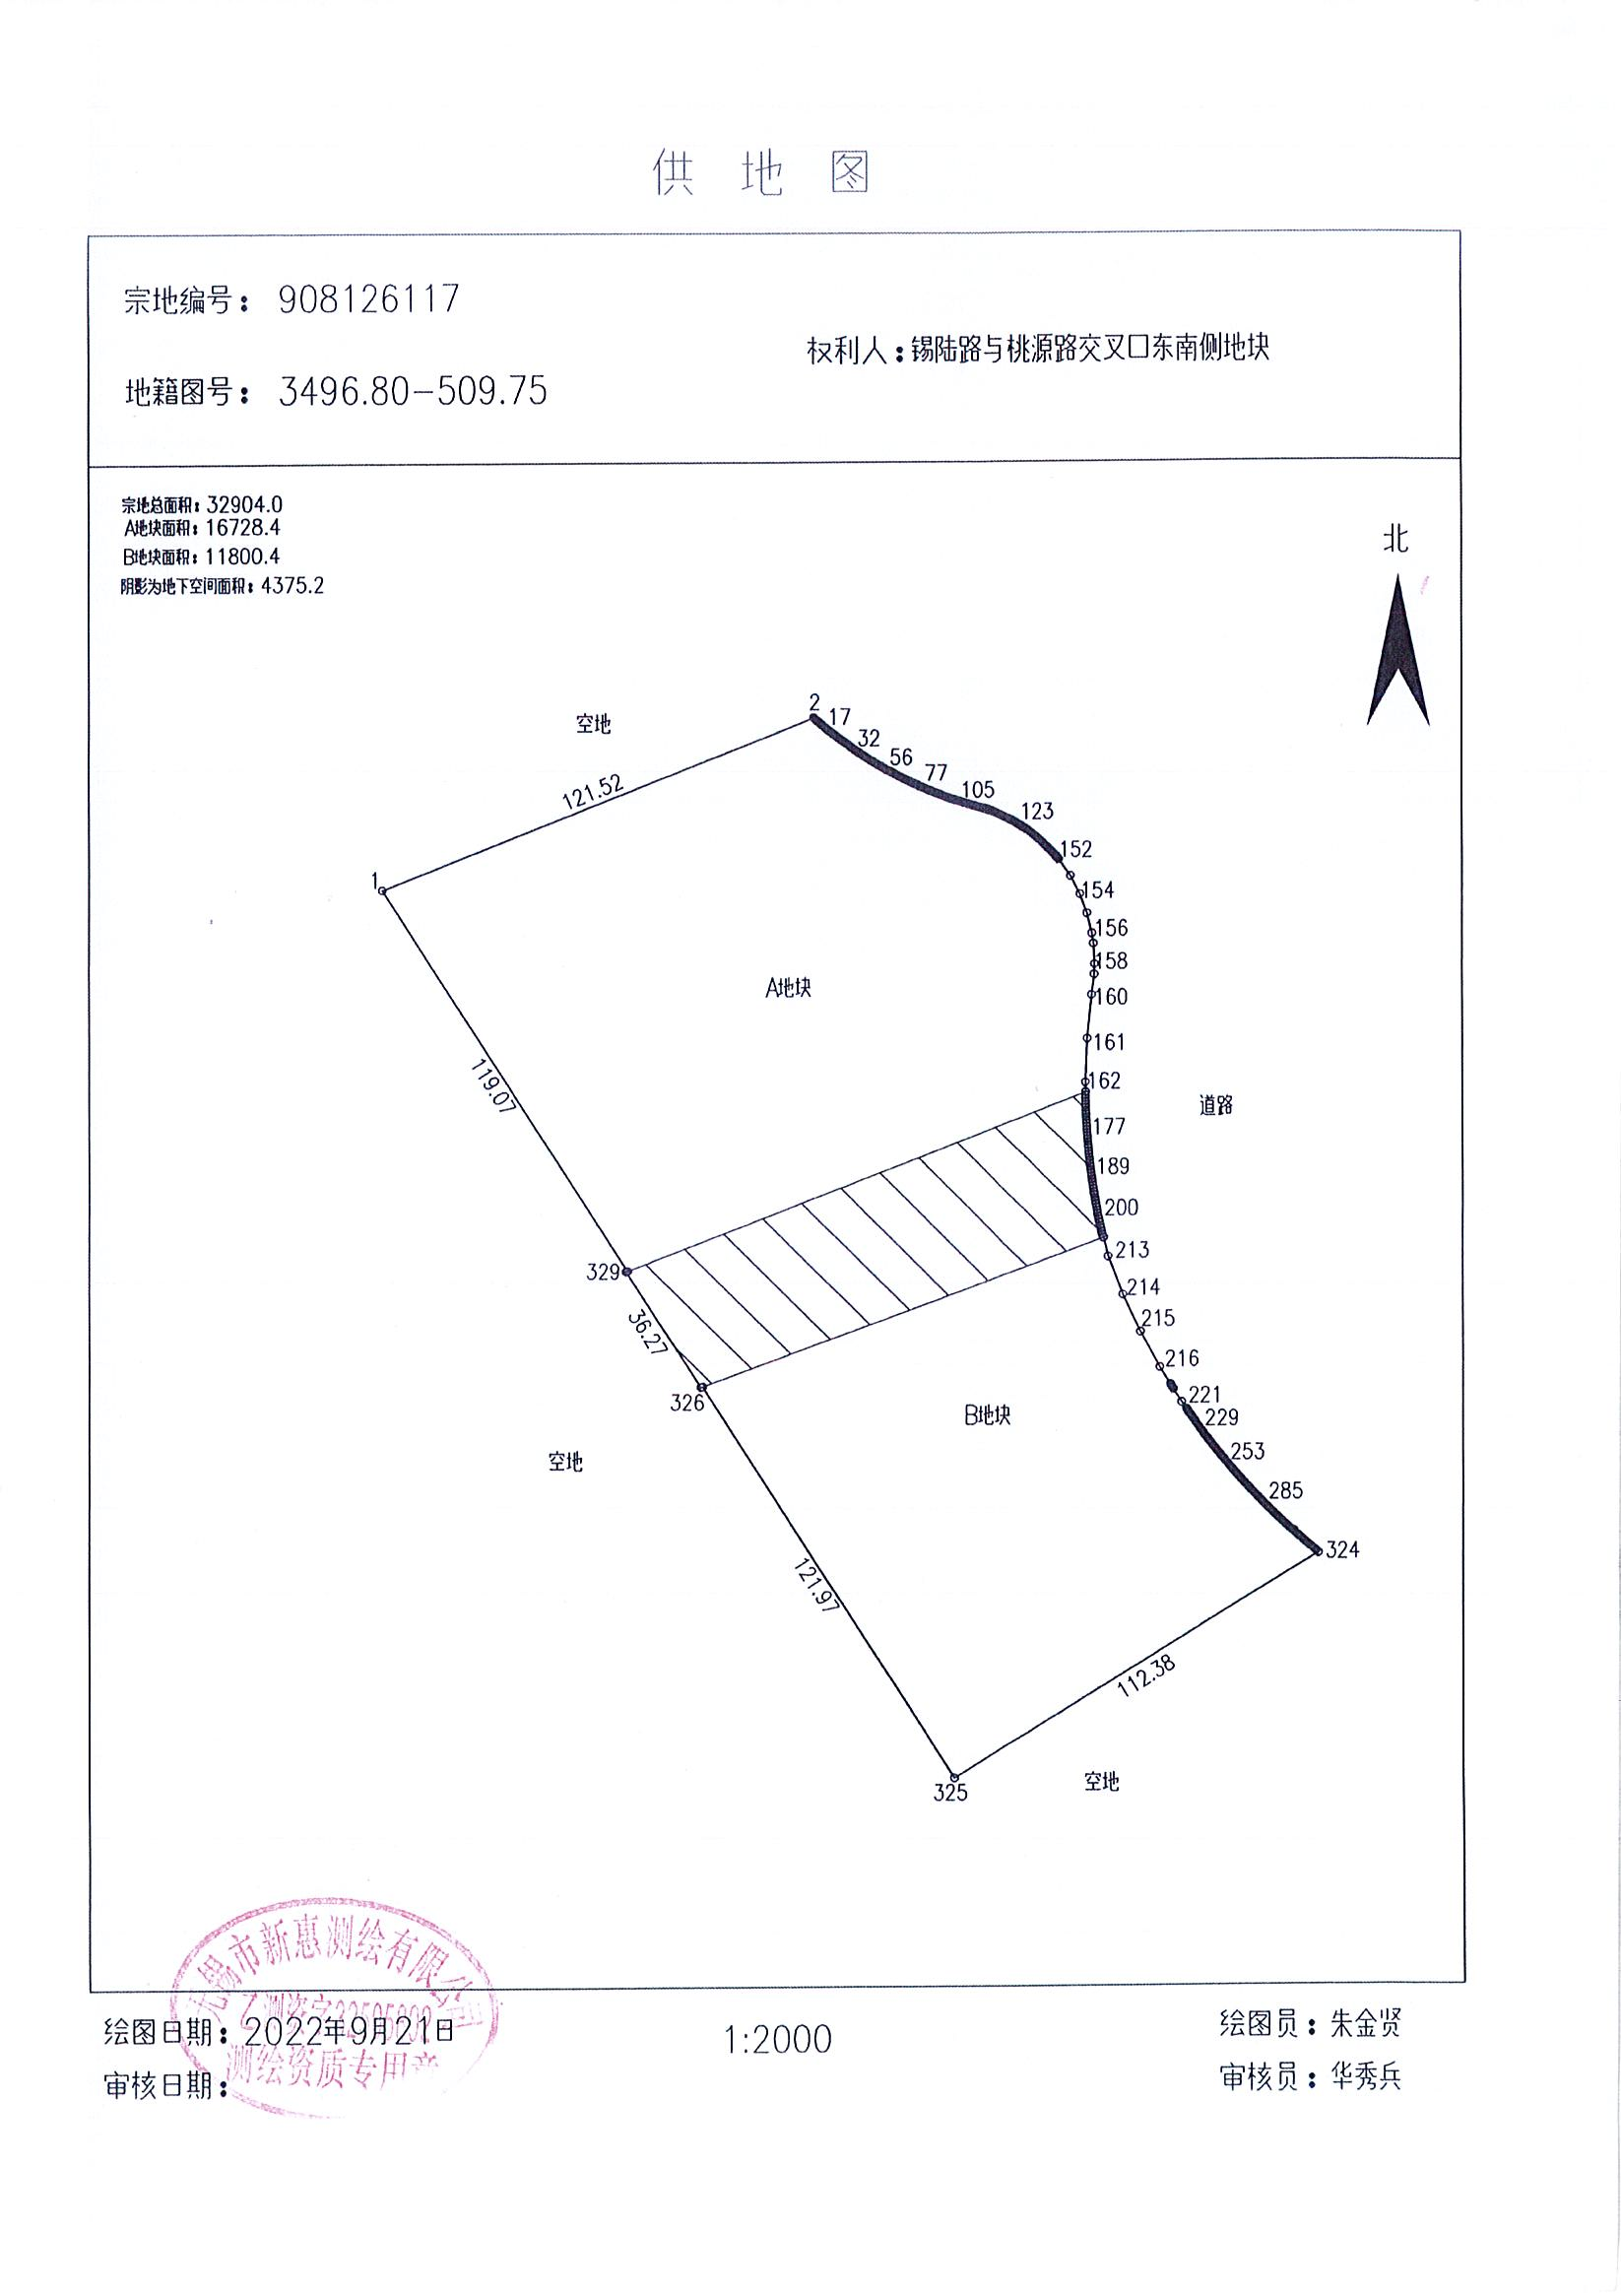 供 地 图
宗地编号： 908126117
权利人：锡陆路与桃源路交叉口东南侧地块
地籍图号： 3496.80-509.75
宗地总面积：32904.0
A地块面积：16728.4
B地块面积：11800.4
阴影为地下空间面积：4375.2
北
空地
2
17
32
56
77
105
123
121.52
152
1
154
156
158
A地块
160
161
162
119.07
道路
177
189
200
213
329
214
36.27
215
216
221
326
B地块
229
253
空地
285
324
121.97
112.38
325
空地
无锡市新惠测绘有限公司
测绘资质专用章
绘图日期：2022年9月21日
1:2000
绘图员：朱金贤
审核日期：
审核员：华秀兵